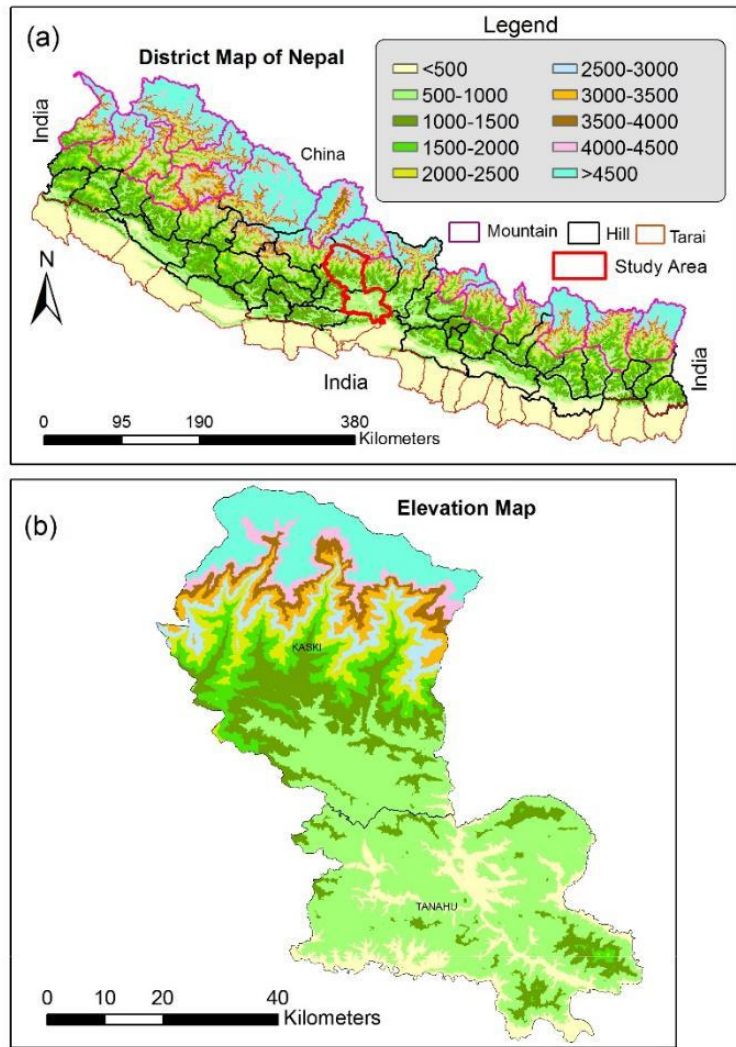 (a)
District Map of Nepal
Legend
<500
2500-3000
500-1000
3000-3500
1000-1500
3500-4000
1500-2000
4000-4500
2000-2500
>4500
India
China
Mountain
Hill
Tarai
Study Area
N
India
India
0 95 190 380
Kilometers
(b)
Elevation Map
KASKI
TANAHU
0 10 20 40
Kilometers